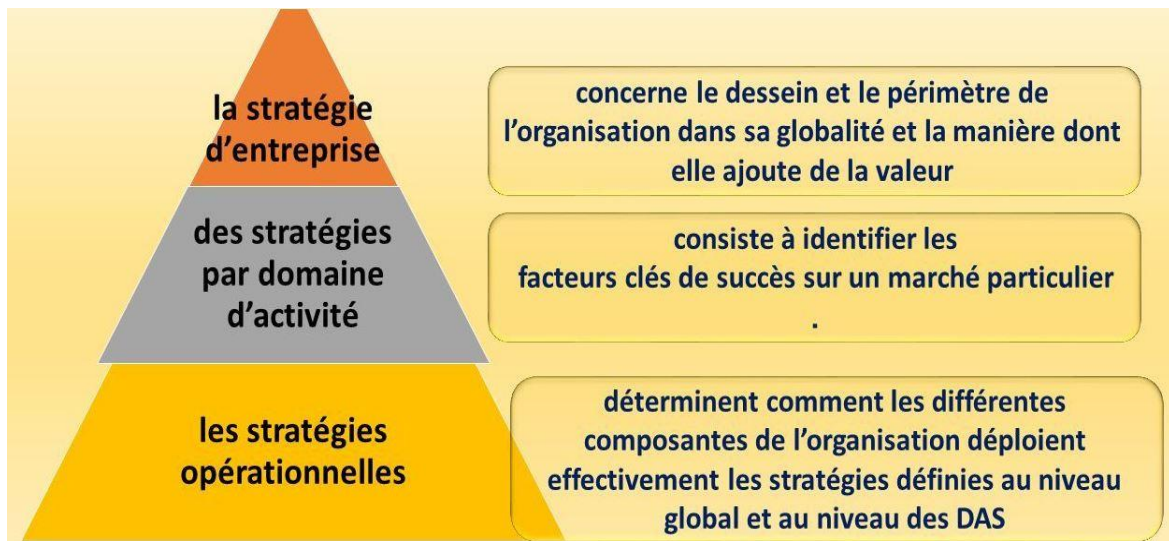 la stratégie
d’entreprise
concerne le dessein et le périmètre de
l’organisation dans sa globalité et la manière dont
elle ajoute de la valeur
des stratégies
par domaine
d’activité
consiste à identifier les
facteurs clés de succès sur un marché particulier
.
les stratégies
opérationnelles
déterminent comment les différentes
composantes de l’organisation déploient
effectivement les stratégies définies au niveau
global et au niveau des DAS